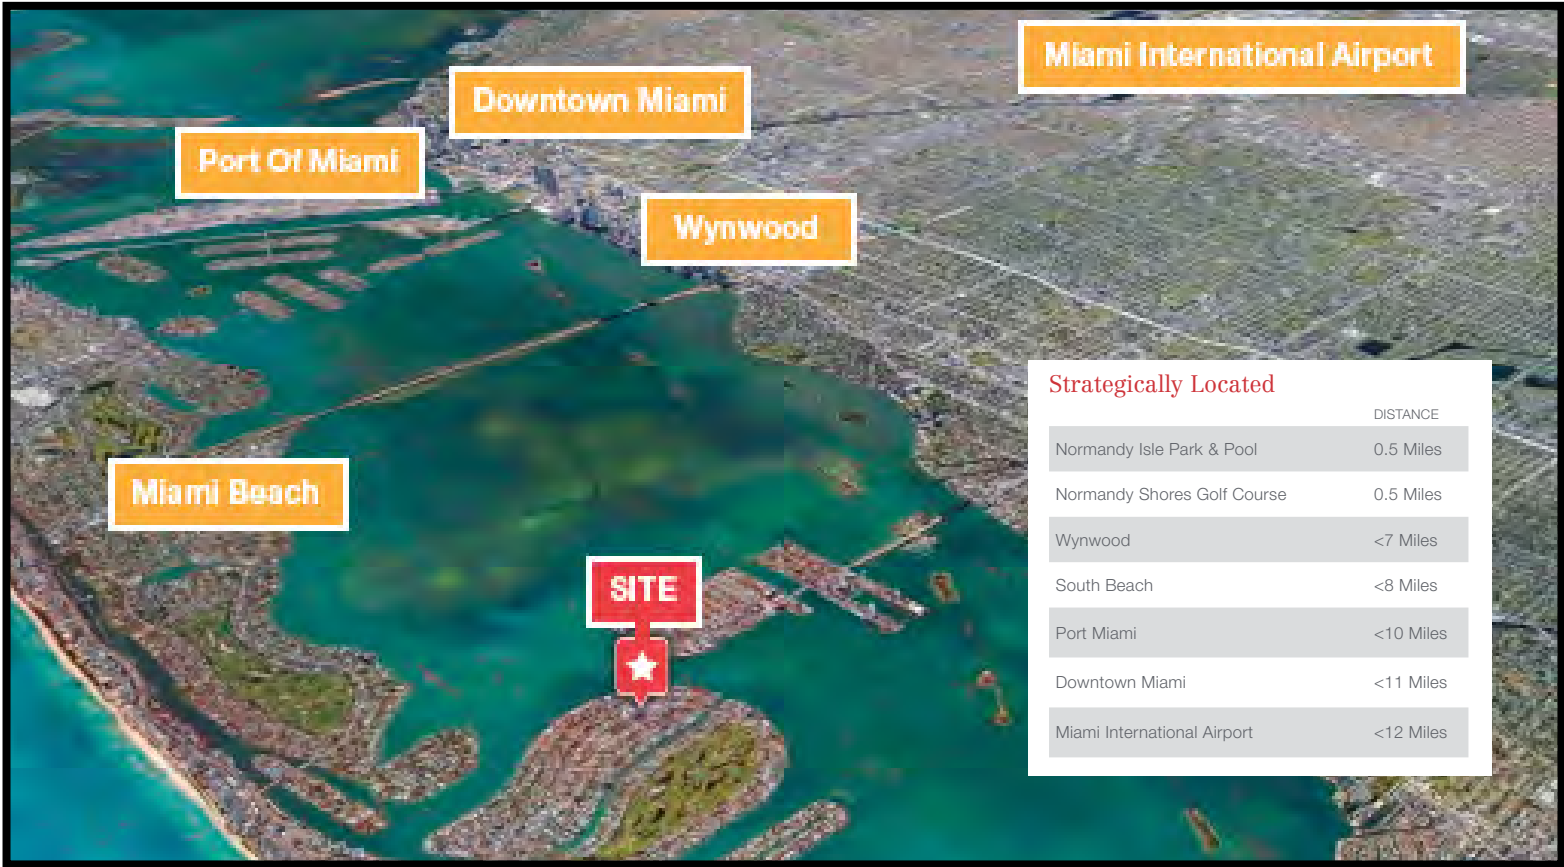 Miami International Airport
Downtown Miami
Port Of Miami
Wynwood
Strategically Located
DISTANCE
Normandy Isle Park & Pool 0.5 Miles
Normandy Shores Golf Course 0.5 Miles
Wynwood <7 Miles
South Beach <8 Miles
Port Miami <10 Miles
Downtown Miami <11 Miles
Miami International Airport <12 Miles
Miami Beach
SITE